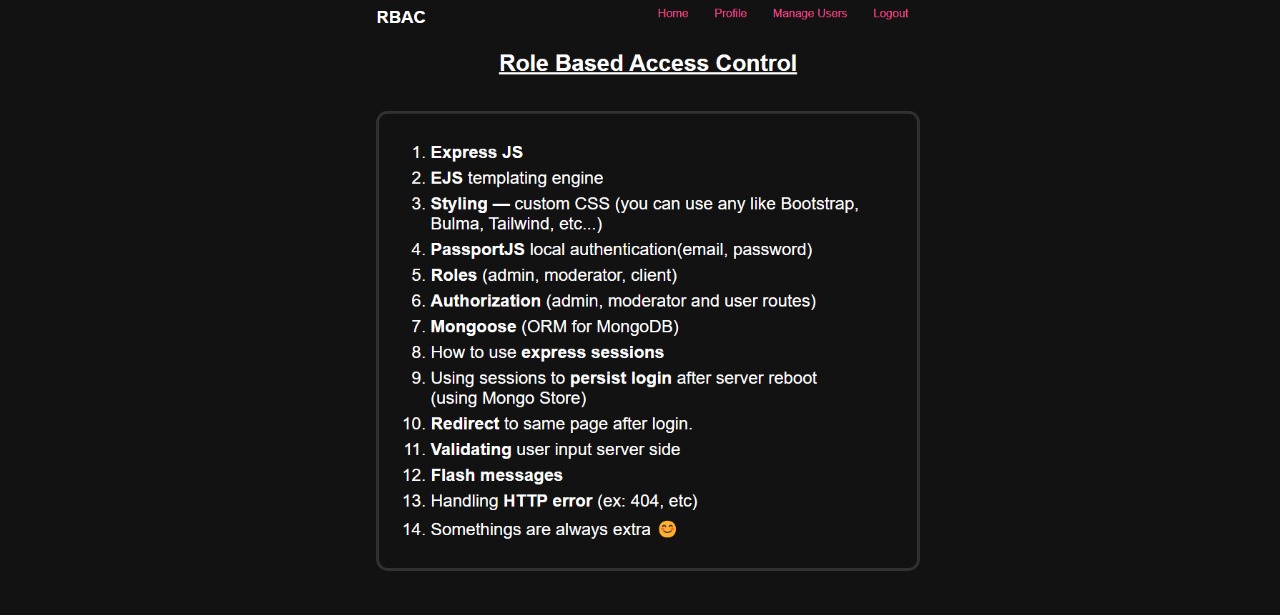 RBAC
Home Profile Manage Users Logout
Role Based Access Control
1. Express JS
2. EJS templating engine
3. Styling — custom CSS (you can use any like Bootstrap,
Bulma, Tailwind, etc...)
4. PassportJS local authentication(email, password)
5. Roles (admin, moderator, client)
6. Authorization (admin, moderator and user routes)
7. Mongoose (ORM for MongoDB)
8. How to use express sessions
9. Using sessions to persist login after server reboot
(using Mongo Store)
10. Redirect to same page after login.
11. Validating user input server side
12. Flash messages
13. Handling HTTP error (ex: 404, etc)
14. Somethings are always extra 😊